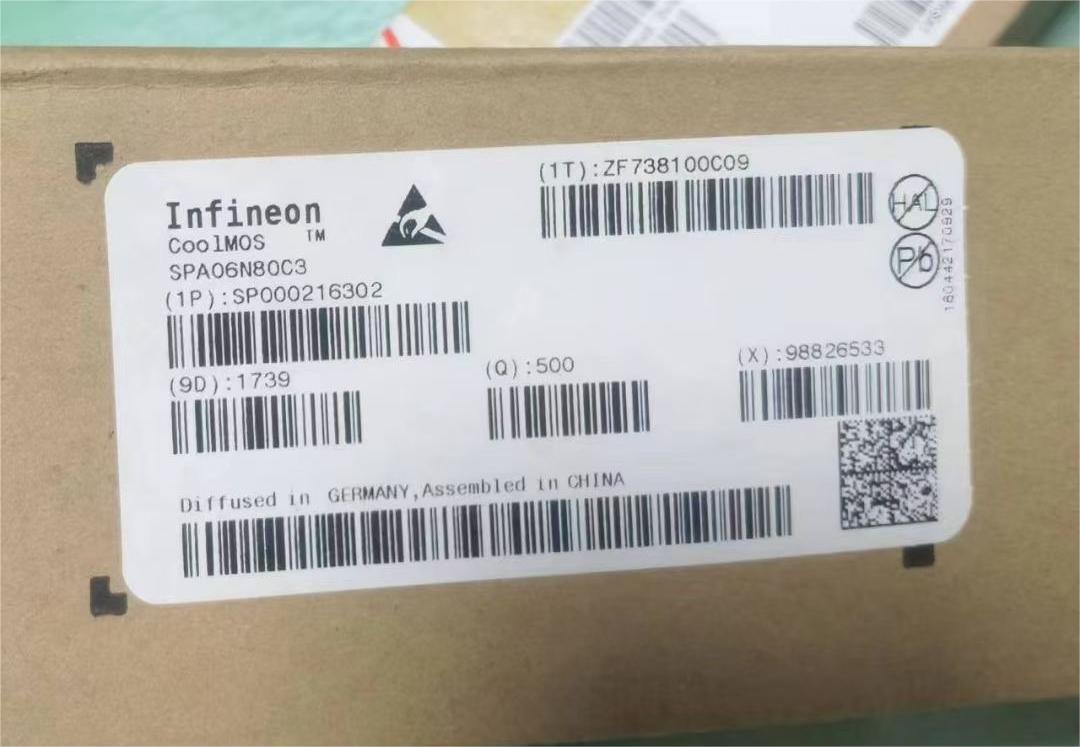 Infineon
CoolMOS ™
SPA06N80C3
(1P):SP000216302
(1T):ZF738100C09
HAL
Pb
160442170929
(9D):1739
(Q):500
(X):98826533
Diffused in GERMANY,Assembled in CHINA